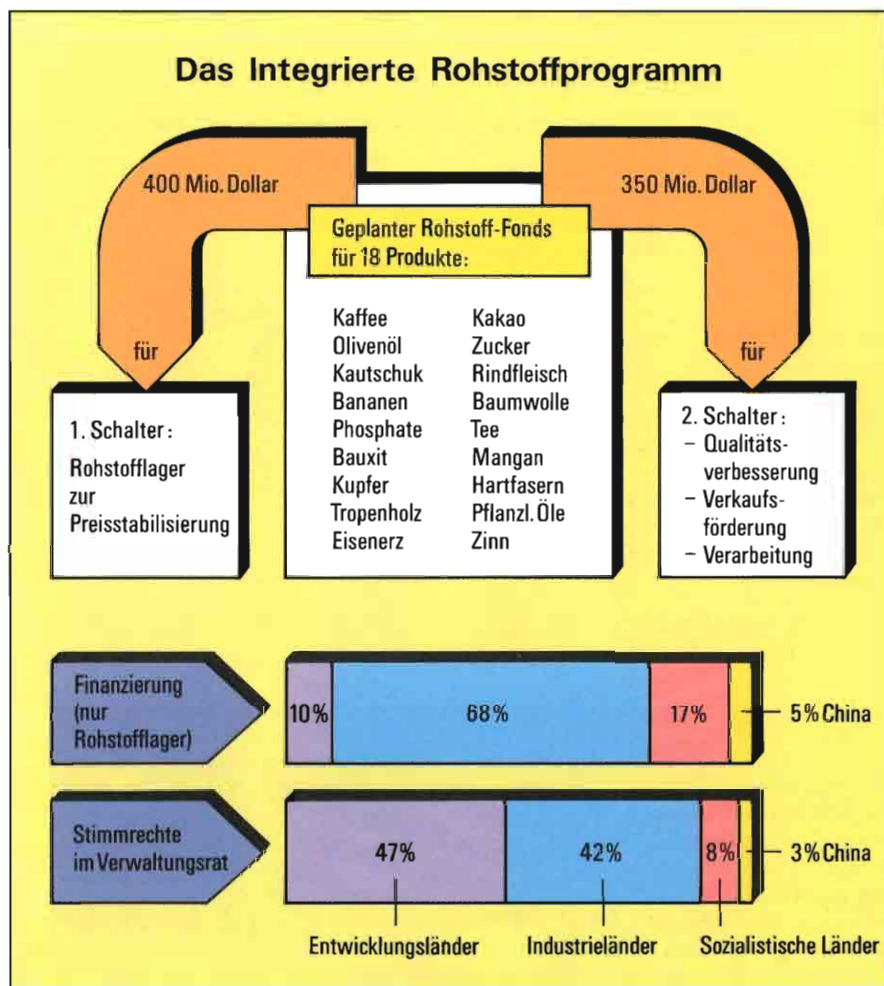 Das Integrierte Rohstoffprogramm
400 Mio. Dollar
350 Mio. Dollar
Geplanter Rohstoff-Fonds
für 18 Produkte:
für
für
1. Schalter:
Rohstofflager
zur
Preisstabilisierung
Kaffee
Olivenöl
Kautschuk
Bananen
Phosphate
Bauxit
Kupfer
Tropenholz
Eisenerz
Kakao
Zucker
Rindfleisch
Baumwolle
Tee
Mangan
Hartfasern
Pflanzl. Öle
Zinn
2. Schalter:
– Qualitäts-
verbesserung
– Verkaufs-
förderung
– Verarbeitung
Finanzierung
(nur
Rohstofflager)
10% 68% 17% 5% China
Stimmrechte
im Verwaltungsrat
47% 42% 8% 3% China
Entwicklungsländer Industrieländer Sozialistische Länder